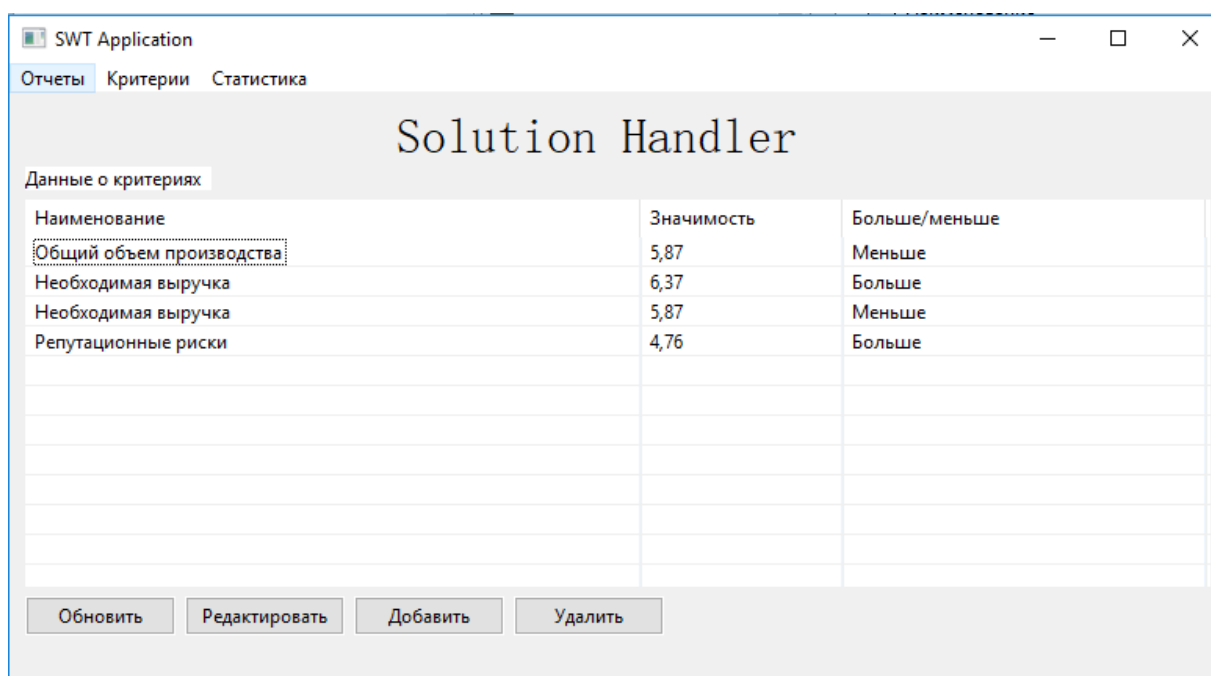 SWT Application
Отчеты Критерии Статистика
Solution Handler
Данные о критериях
Наименование Значимость Больше/меньше
Общий объем производства 5,87 Меньше
Необходимая выручка 6,37 Больше
Необходимая выручка 5,87 Меньше
Репутационные риски 4,76 Больше
Обновить Редактировать Добавить Удалить